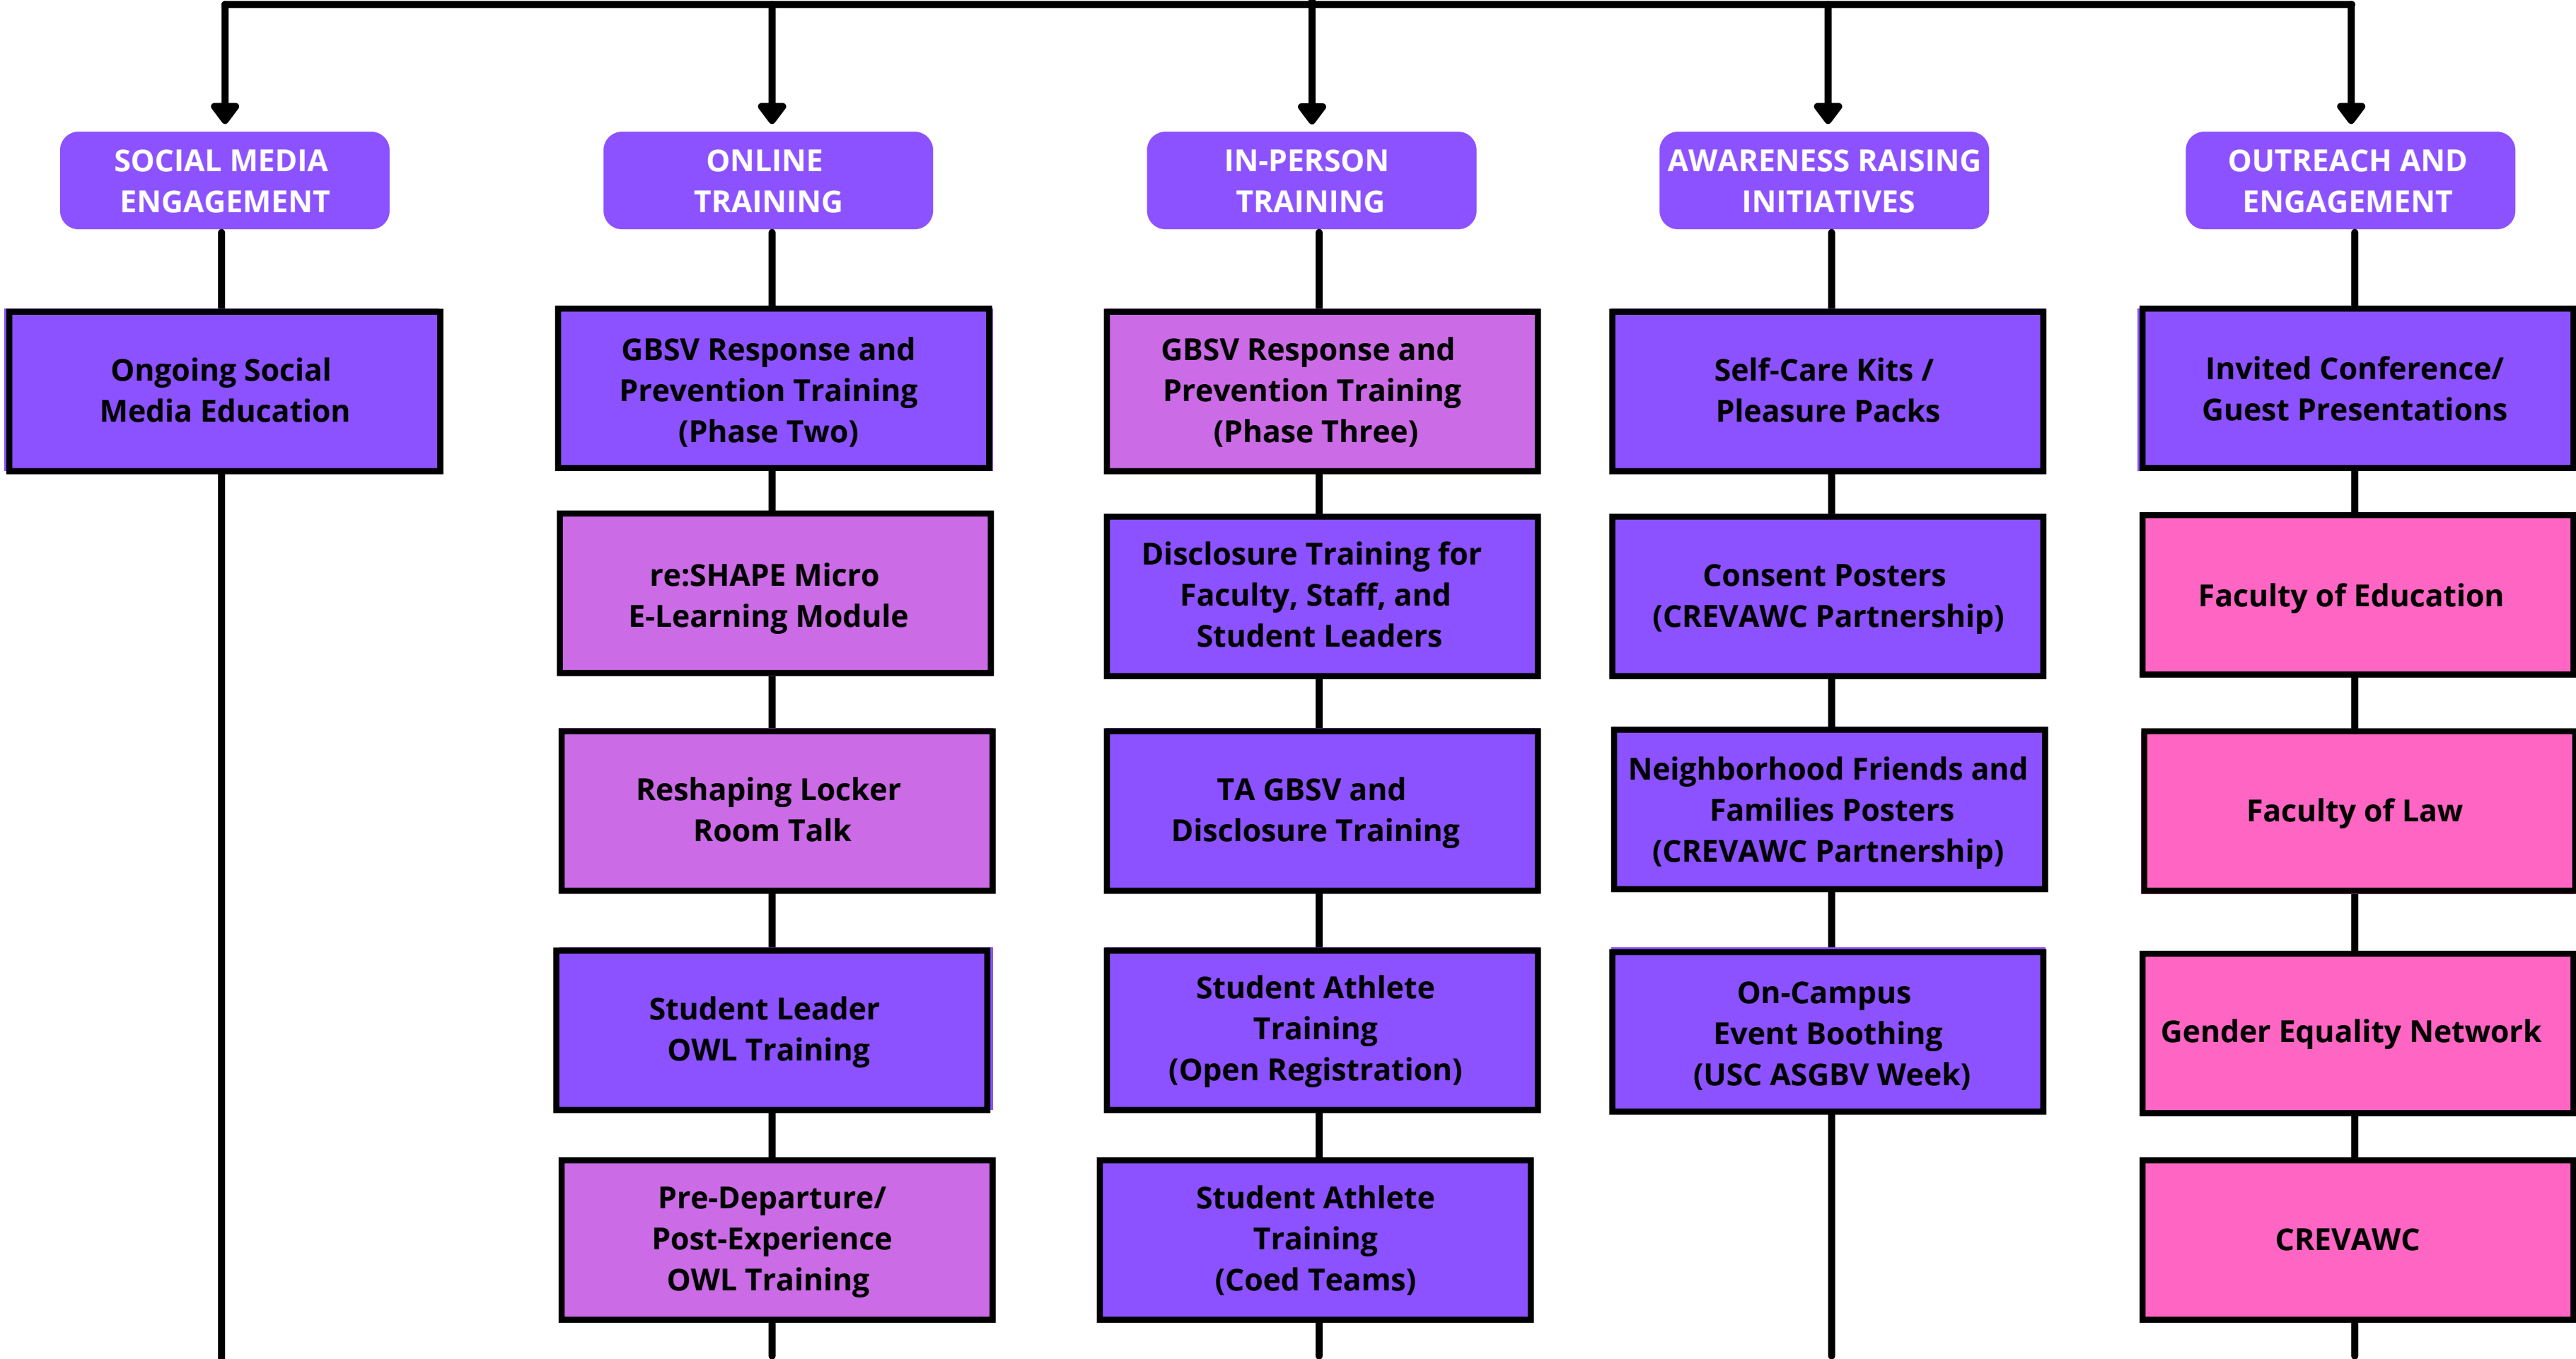 SOCIAL MEDIA
ENGAGEMENT
Ongoing Social
Media Education
ONLINE
TRAINING
GBSV Response and
Prevention Training
(Phase Two)
re:SHAPE Micro
E-Learning Module
Reshaping Locker
Room Talk
Student Leader
OWL Training
Pre-Departure/
Post-Experience
OWL Training
IN-PERSON
TRAINING
GBSV Response and
Prevention Training
(Phase Three)
Disclosure Training for
Faculty, Staff, and
Student Leaders
TA GBSV and
Disclosure Training
Student Athlete
Training
(Open Registration)
Student Athlete
Training
(Coed Teams)
AWARENESS RAISING
INITIATIVES
Self-Care Kits /
Pleasure Packs
Consent Posters
(CREVAWC Partnership)
Neighborhood Friends and
Families Posters
(CREVAWC Partnership)
On-Campus
Event Boothing
(USC ASGBV Week)
OUTREACH AND
ENGAGEMENT
Invited Conference/
Guest Presentations
Faculty of Education
Faculty of Law
Gender Equality Network
CREVAWC